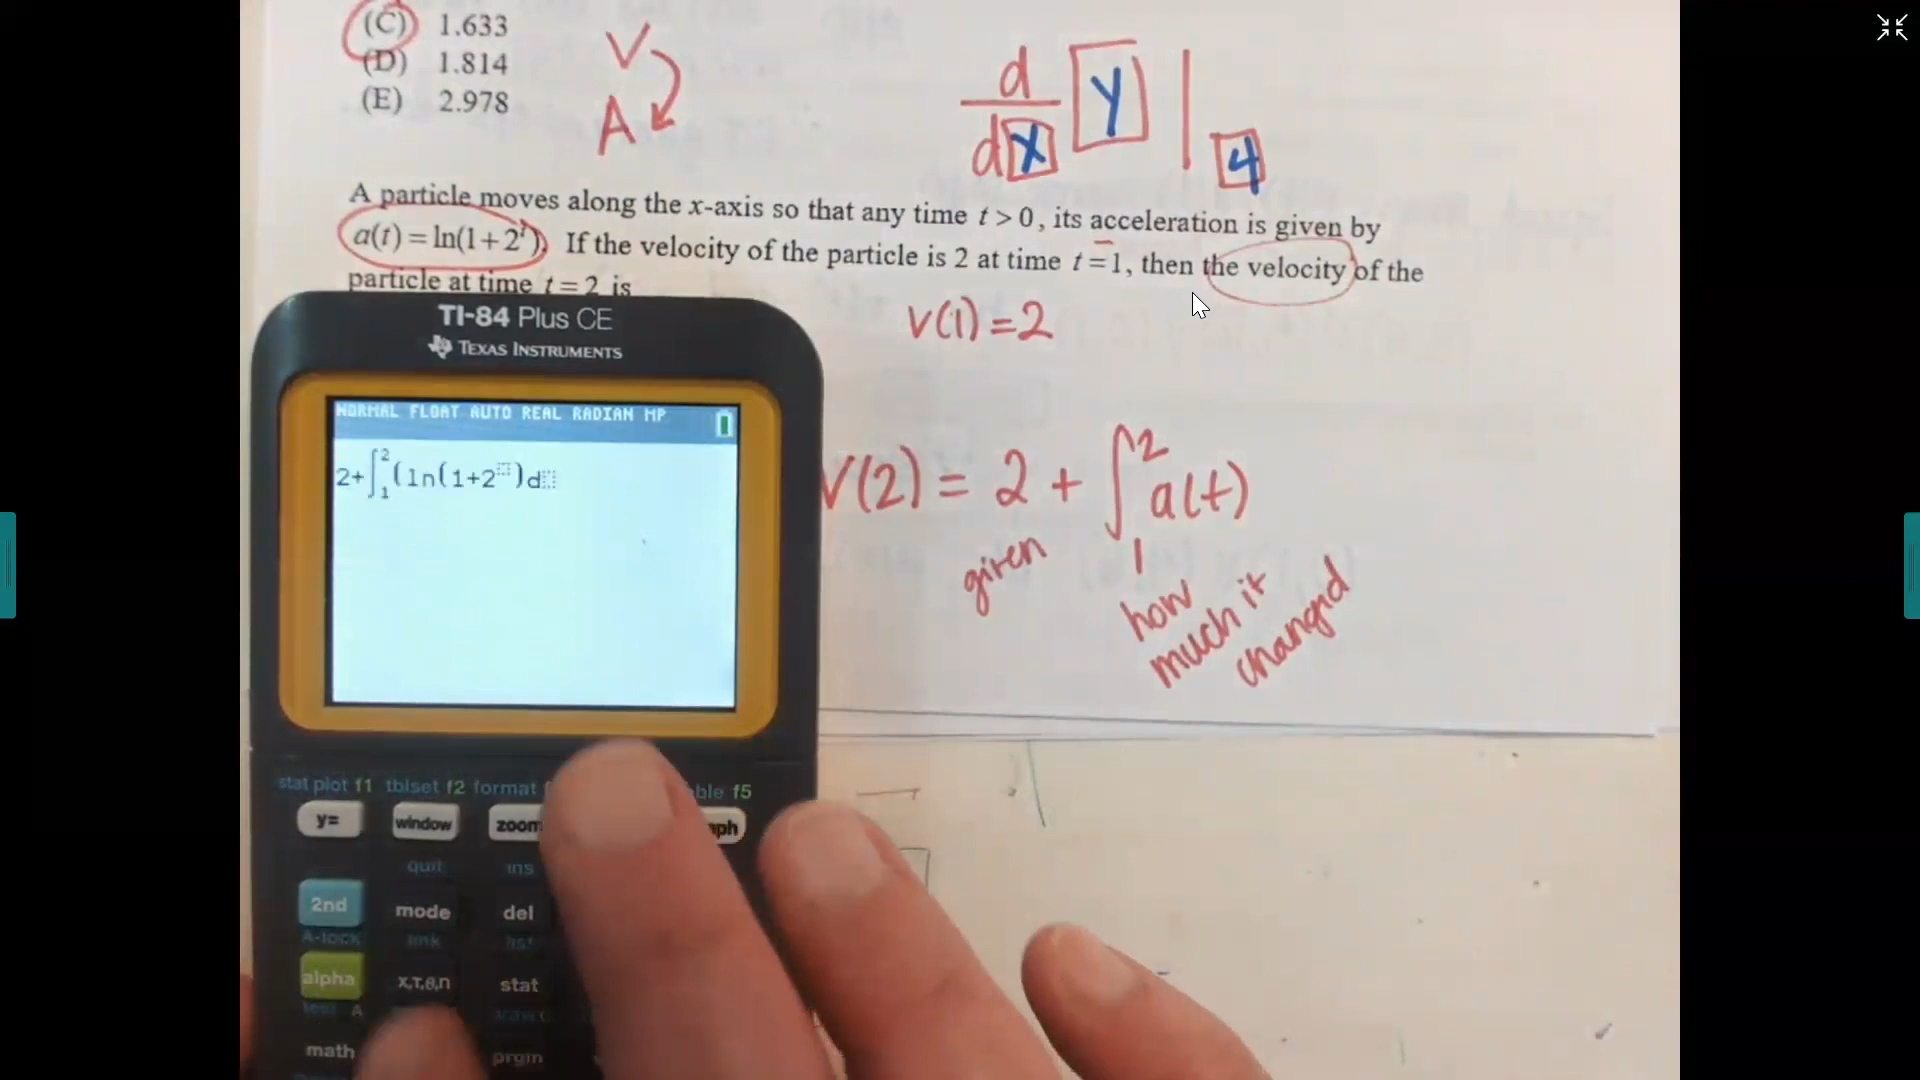 (C) 1.633
(D) 1.814
(E) 2.978
V
A
d
dx
y
4
A particle moves along the x-axis so that any time t > 0, its acceleration is given by
a(t) = ln(1+2^t). If the velocity of the particle is 2 at time t = 1, then the velocity of the
particle at time t = 2 is
V(1) = 2
TI-84 Plus CE
TEXAS INSTRUMENTS
NORMAL FLOAT AUTO REAL RADIAN MP
2+∫₁²(ln(1+2^⬚)d⬚
V(2) = 2 + ∫₁² a(t)
given
how
much it
changed
stat plot f1 tblset f2 format ble f5
y= window zoom ph
quit ins
2nd mode del
A-lock link list
alpha x,T,θ,n stat
test A
math prgm